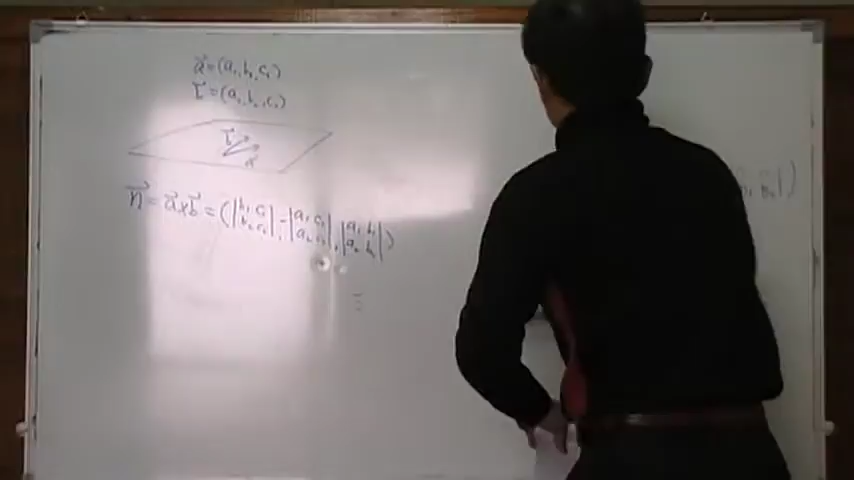 a⃗=(a₁,b₁,c₁)
b⃗=(a₂,b₂,c₂)
b⃗
a⃗
n⃗ = a⃗×b⃗ = (|b₁ c₁; b₂ c₂|, -|a₁ c₁; a₂ c₂|, |a₁ b₁; a₂ b₂|)